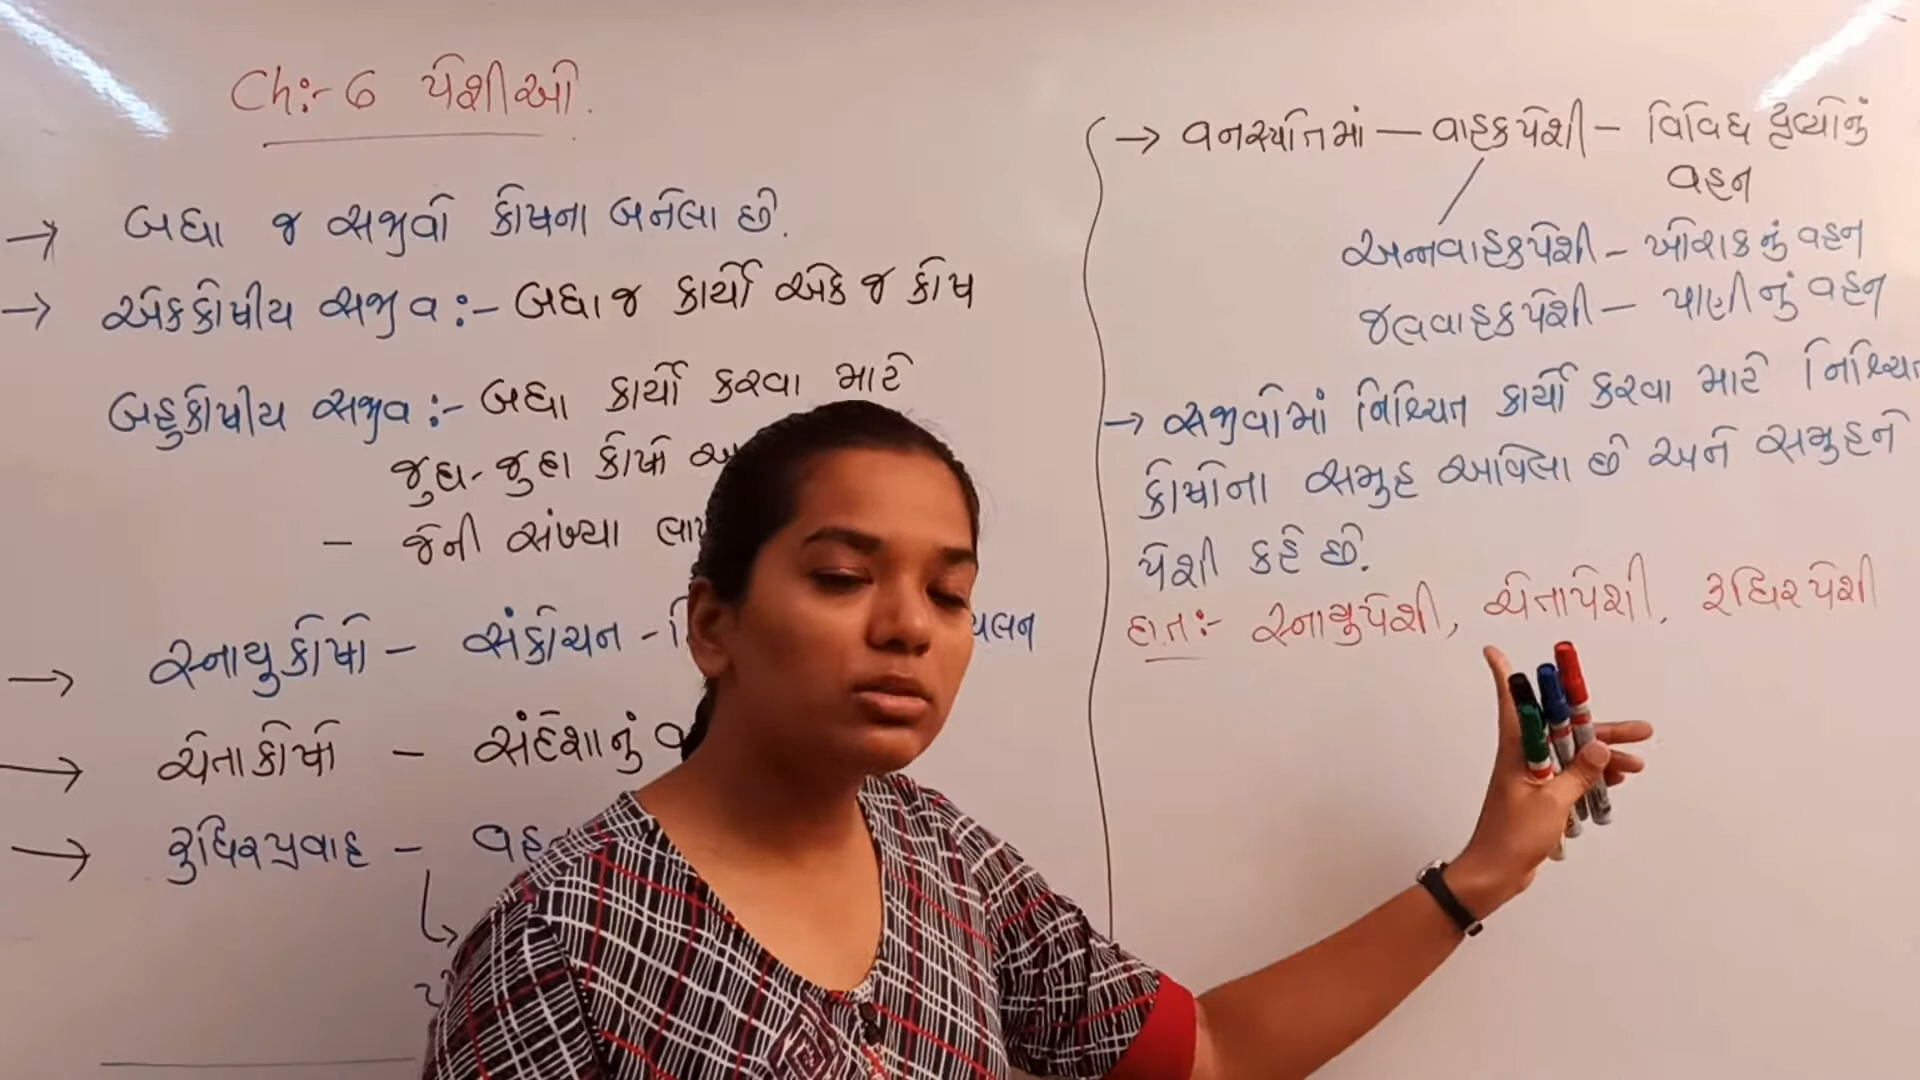 Ch:- 6 પેશીઓ.
→ બધા જ સજીવો કોષના બનેલા છે.
→ એકકોષીય સજીવ :- બધા જ કાર્યો એક જ કોષ
બહુકોષીય સજીવ :- બધા કાર્યો કરવા માટે
જુદા-જુદા કોષો
- જેની સંખ્યા
→ સ્નાયુકોષો - સંકોચન -
→ ચેતાકોષો - સંદેશાનું
→ રુધિરપ્રવાહ -
→ વનસ્પતિમાં — વાહકપેશી - વિવિધ દ્રવ્યોનું
વહન
અન્નવાહકપેશી - ખોરાકનું વહન
જલવાહકપેશી - પાણીનું વહન
→ સજીવોમાં નિશ્ચિત કાર્યો કરવા માટે નિશ્ચિત
કોષોના સમુહ આવેલા છે અને સમુહને
પેશી કહે છે.
દા.ત :- સ્નાયુપેશી, ચેતાપેશી, રુધિરપેશી